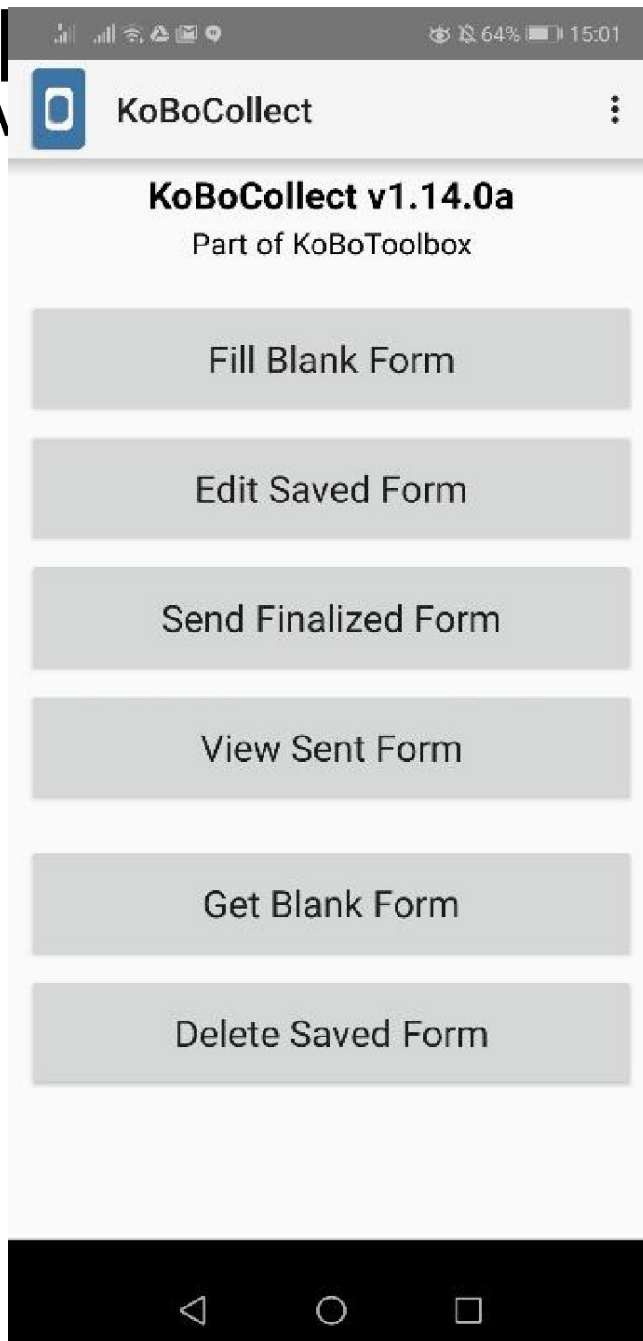 64% 15:01
KoBoCollect
KoBoCollect v1.14.0a
Part of KoBoToolbox
Fill Blank Form
Edit Saved Form
Send Finalized Form
View Sent Form
Get Blank Form
Delete Saved Form